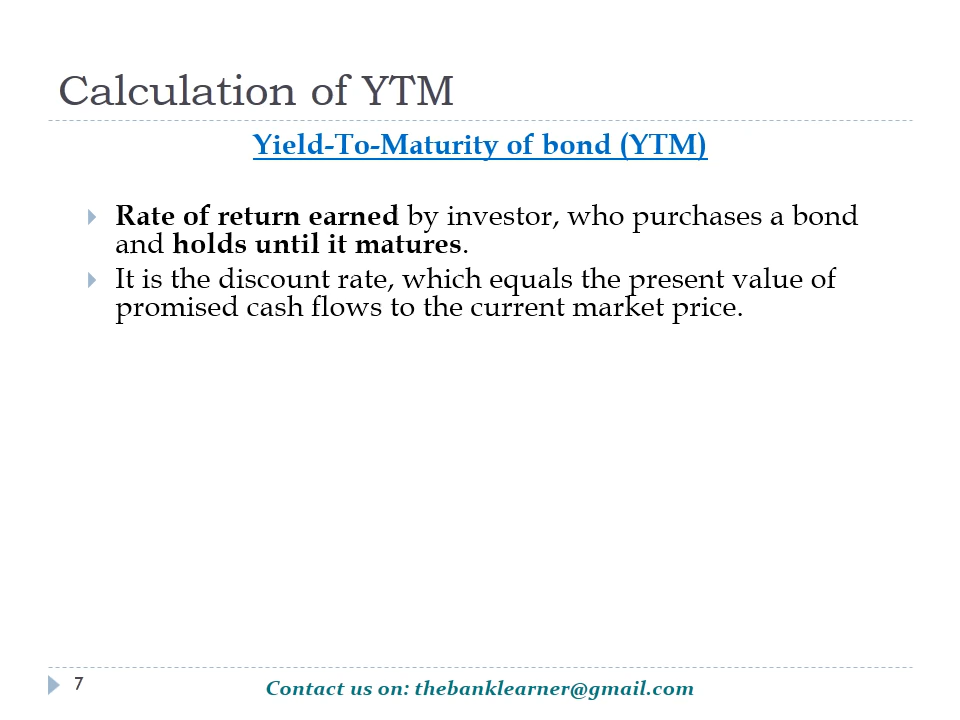 Calculation of YTM
Yield-To-Maturity of bond (YTM)
Rate of return earned by investor, who purchases a bond
and holds until it matures.
It is the discount rate, which equals the present value of
promised cash flows to the current market price.
7
Contact us on: thebanklearner@gmail.com